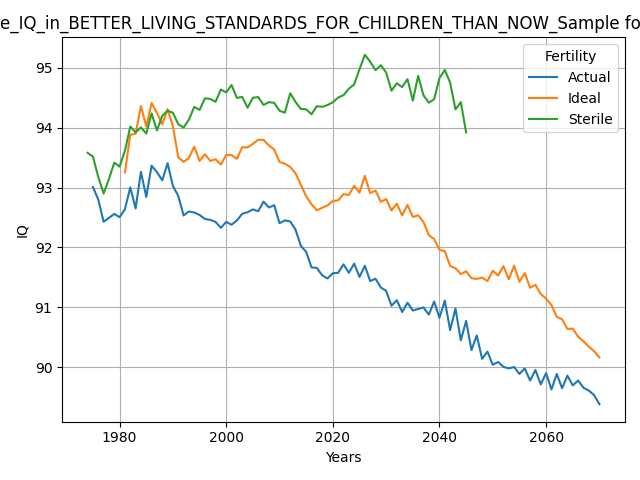 e_IQ_in_BETTER_LIVING_STANDARDS_FOR_CHILDREN_THAN_NOW_Sample fo
Fertility
Actual
Ideal
Sterile
IQ
95
94
93
92
91
90
1980 2000 2020 2040 2060
Years